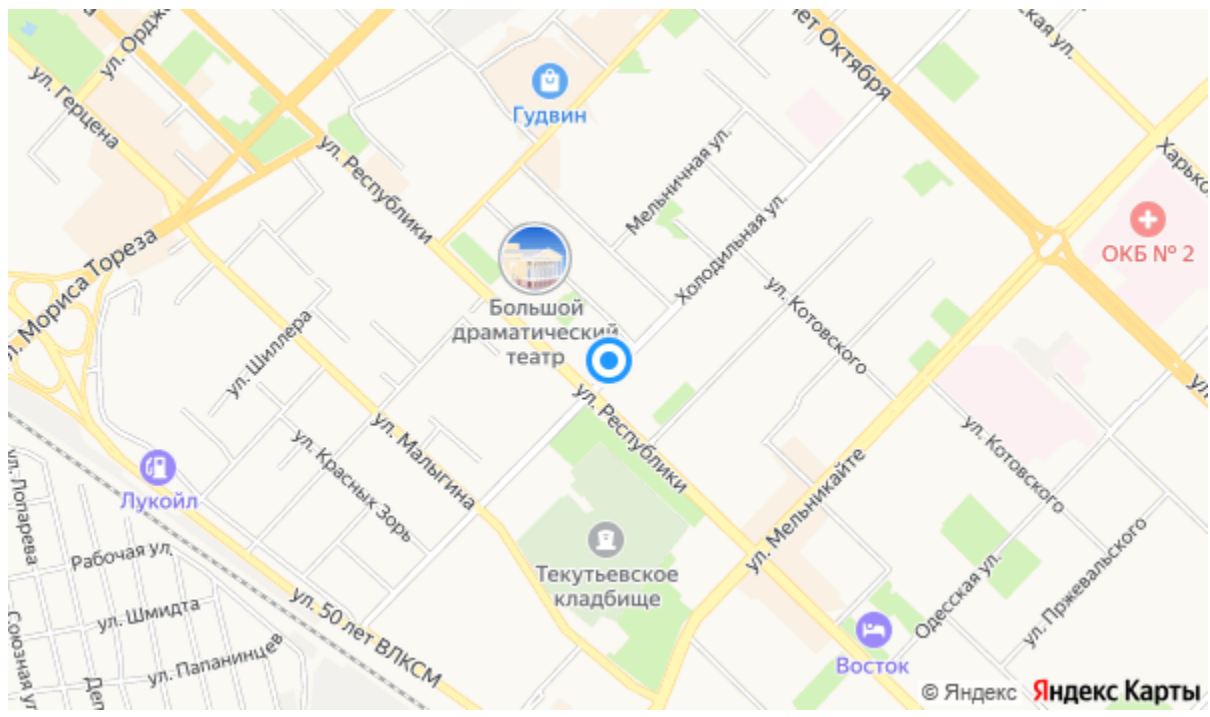 ул. Орджо
лет Октября
ская ул.
ул. Герцена
Гудвин
ул. Республики
Мельничная ул.
Харько
Холодильная ул.
ОКБ № 2
л. Мориса Тореза
Большой
драматический
театр
ул. Котовского
ул. Шиллера
ул.
ул. Республики
ул. Малыгина
ул. Красных Зорь
ул. Котовского
ул. Лопарева
Лукойл
ул. Мельникайте
Рабочая ул.
Текутьевское
кладбище
ул. Пржевальского
Одесская ул.
ул. Шмидта
ул. 50 лет ВЛКСМ
Союзная ул
ул. Папанинцев
Деп
Восток
© Яндекс Яндекс Карты